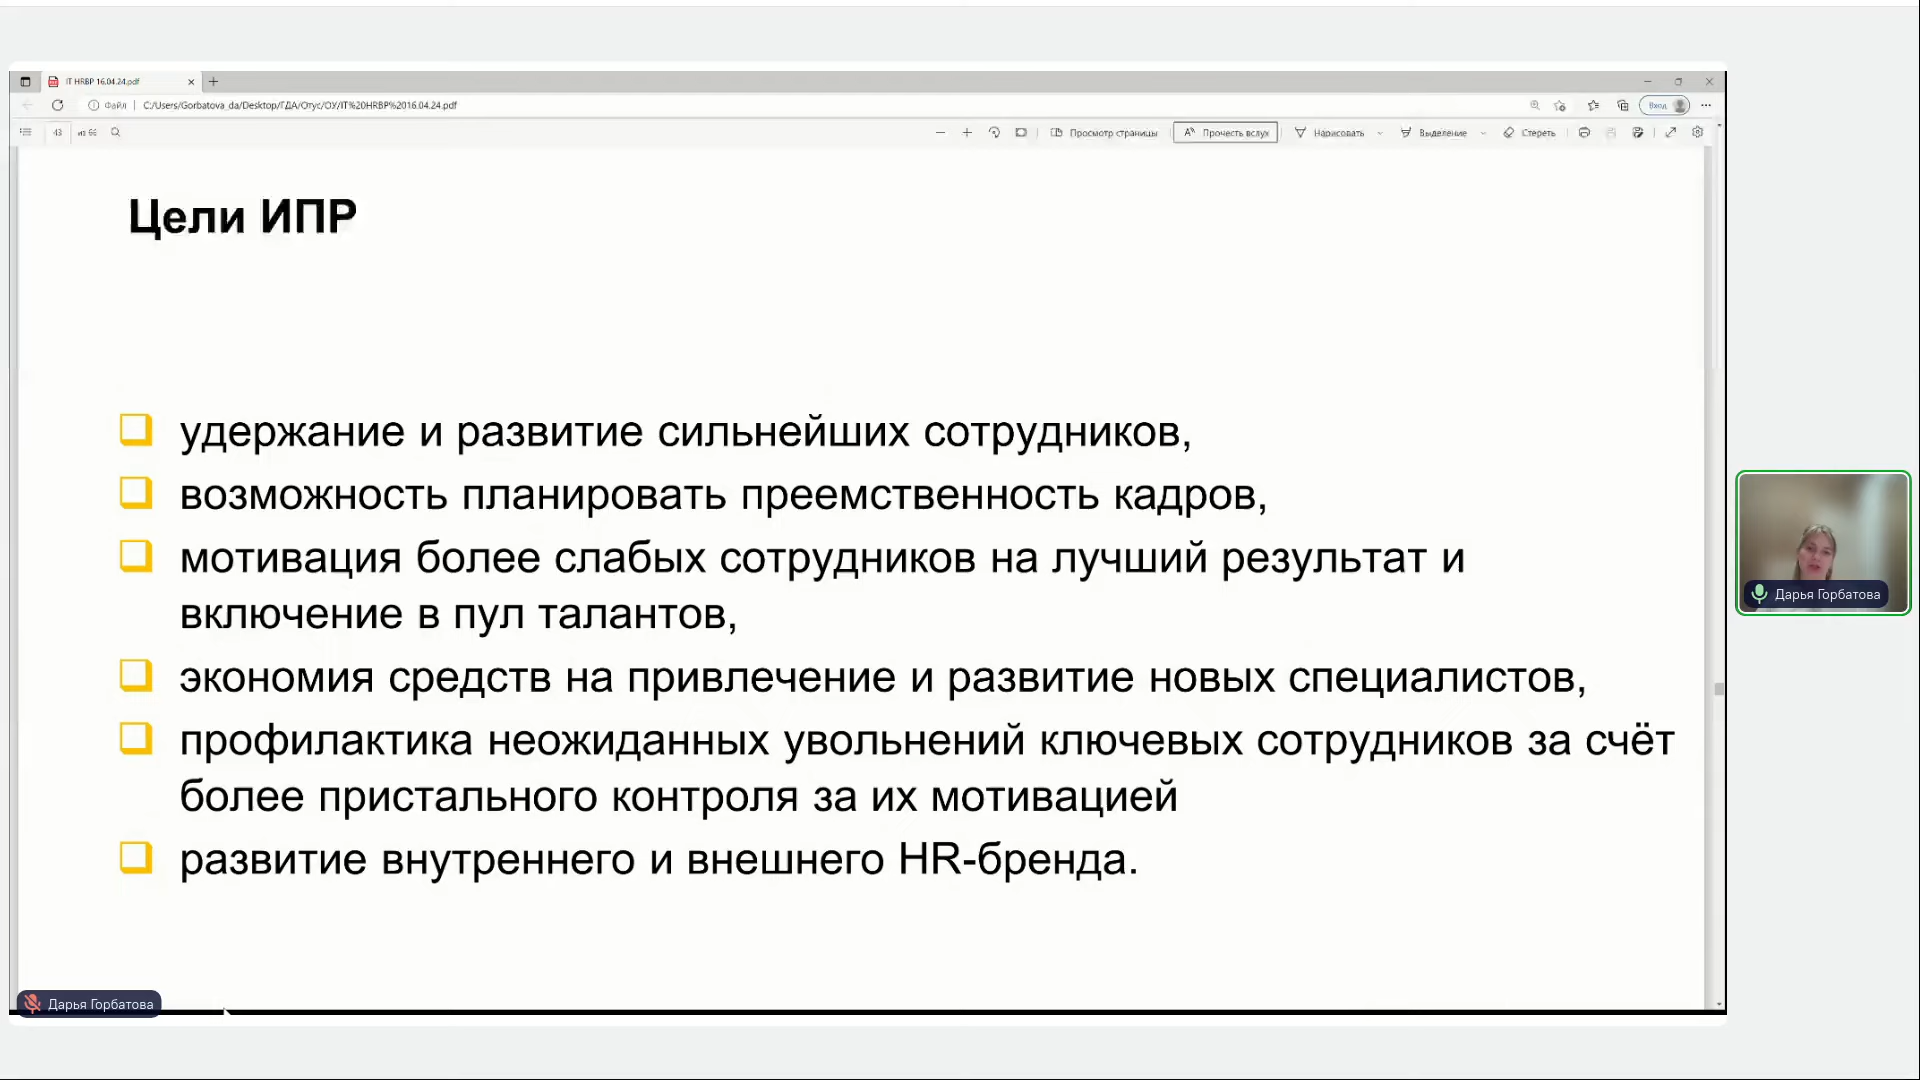 IT HRBP 16.04.24.pdf
Файл
C:/Users/Gorbatova_da/Desktop/ГДА/Отус/ОУ/IT%20HRBP%2016.04.24.pdf
Вход
43 из 66
Просмотр страницы
Прочесть вслух
Нарисовать
Выделение
Стереть
Цели ИПР
удержание и развитие сильнейших сотрудников,
возможность планировать преемственность кадров,
мотивация более слабых сотрудников на лучший результат и
включение в пул талантов,
экономия средств на привлечение и развитие новых специалистов,
профилактика неожиданных увольнений ключевых сотрудников за счёт
более пристального контроля за их мотивацией
развитие внутреннего и внешнего HR-бренда.
Дарья Горбатова
Дарья Горбатова